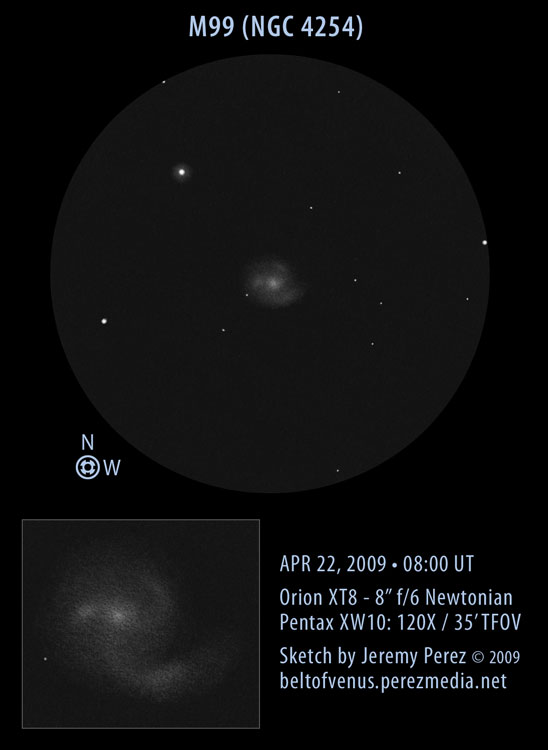 M99 (NGC 4254)
N
W
APR 22, 2009 • 08:00 UT
Orion XT8 - 8” f/6 Newtonian
Pentax XW10: 120X / 35’ TFOV
Sketch by Jeremy Perez © 2009
beltofvenus.perezmedia.net